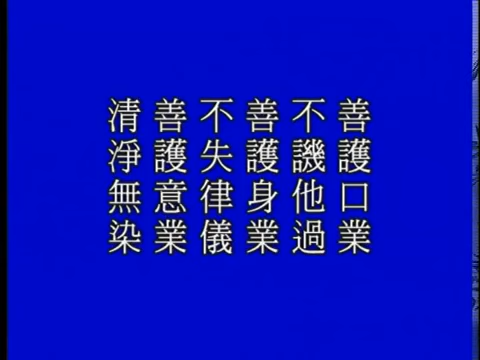 善護口業
不譏他過
善護身業
不失律儀
善護意業
清淨無染